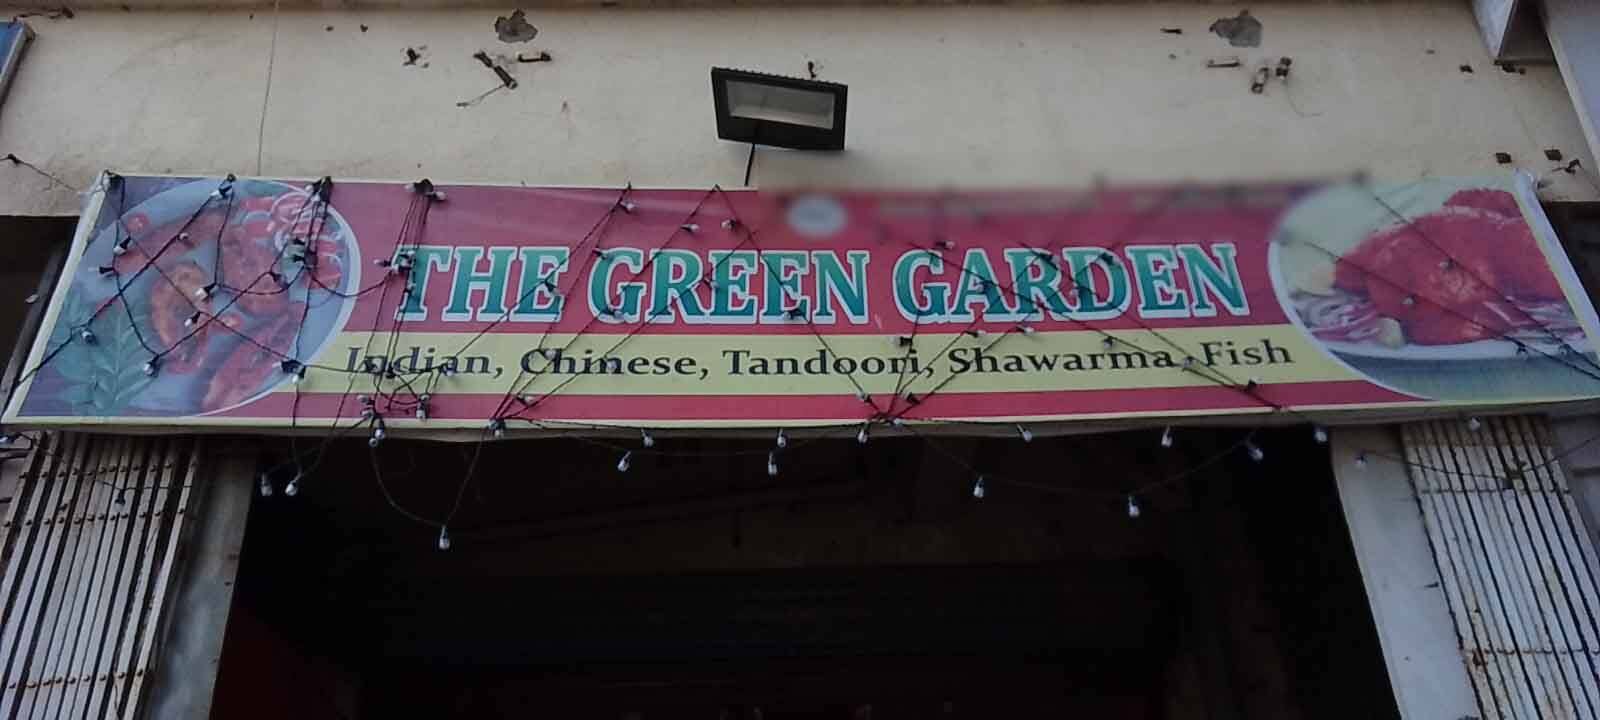 THE GREEN GARDEN
Indian, Chinese, Tandoori, Shawarma, Fish